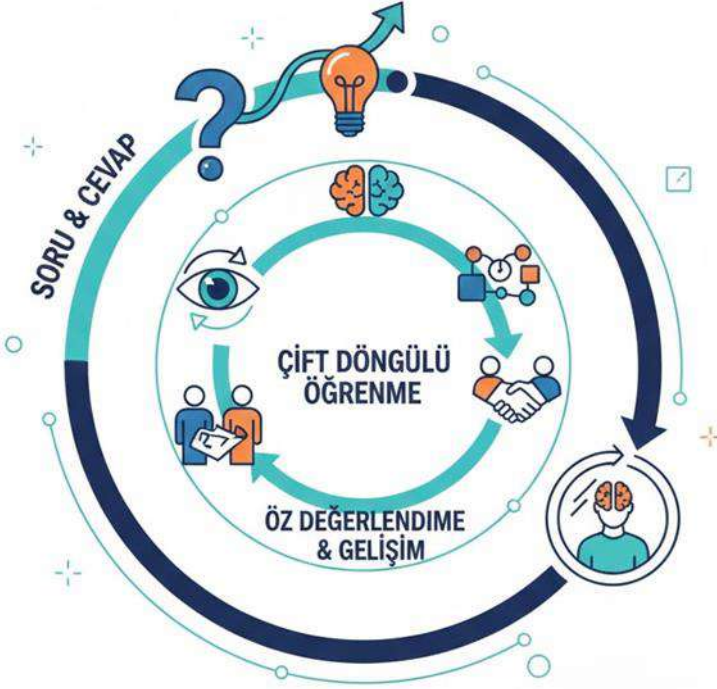 SORU & CEVAP
ÇİFT DÖNGÜLÜ
ÖĞRENME
ÖZ DEĞERLENDIME
& GELİŞİM